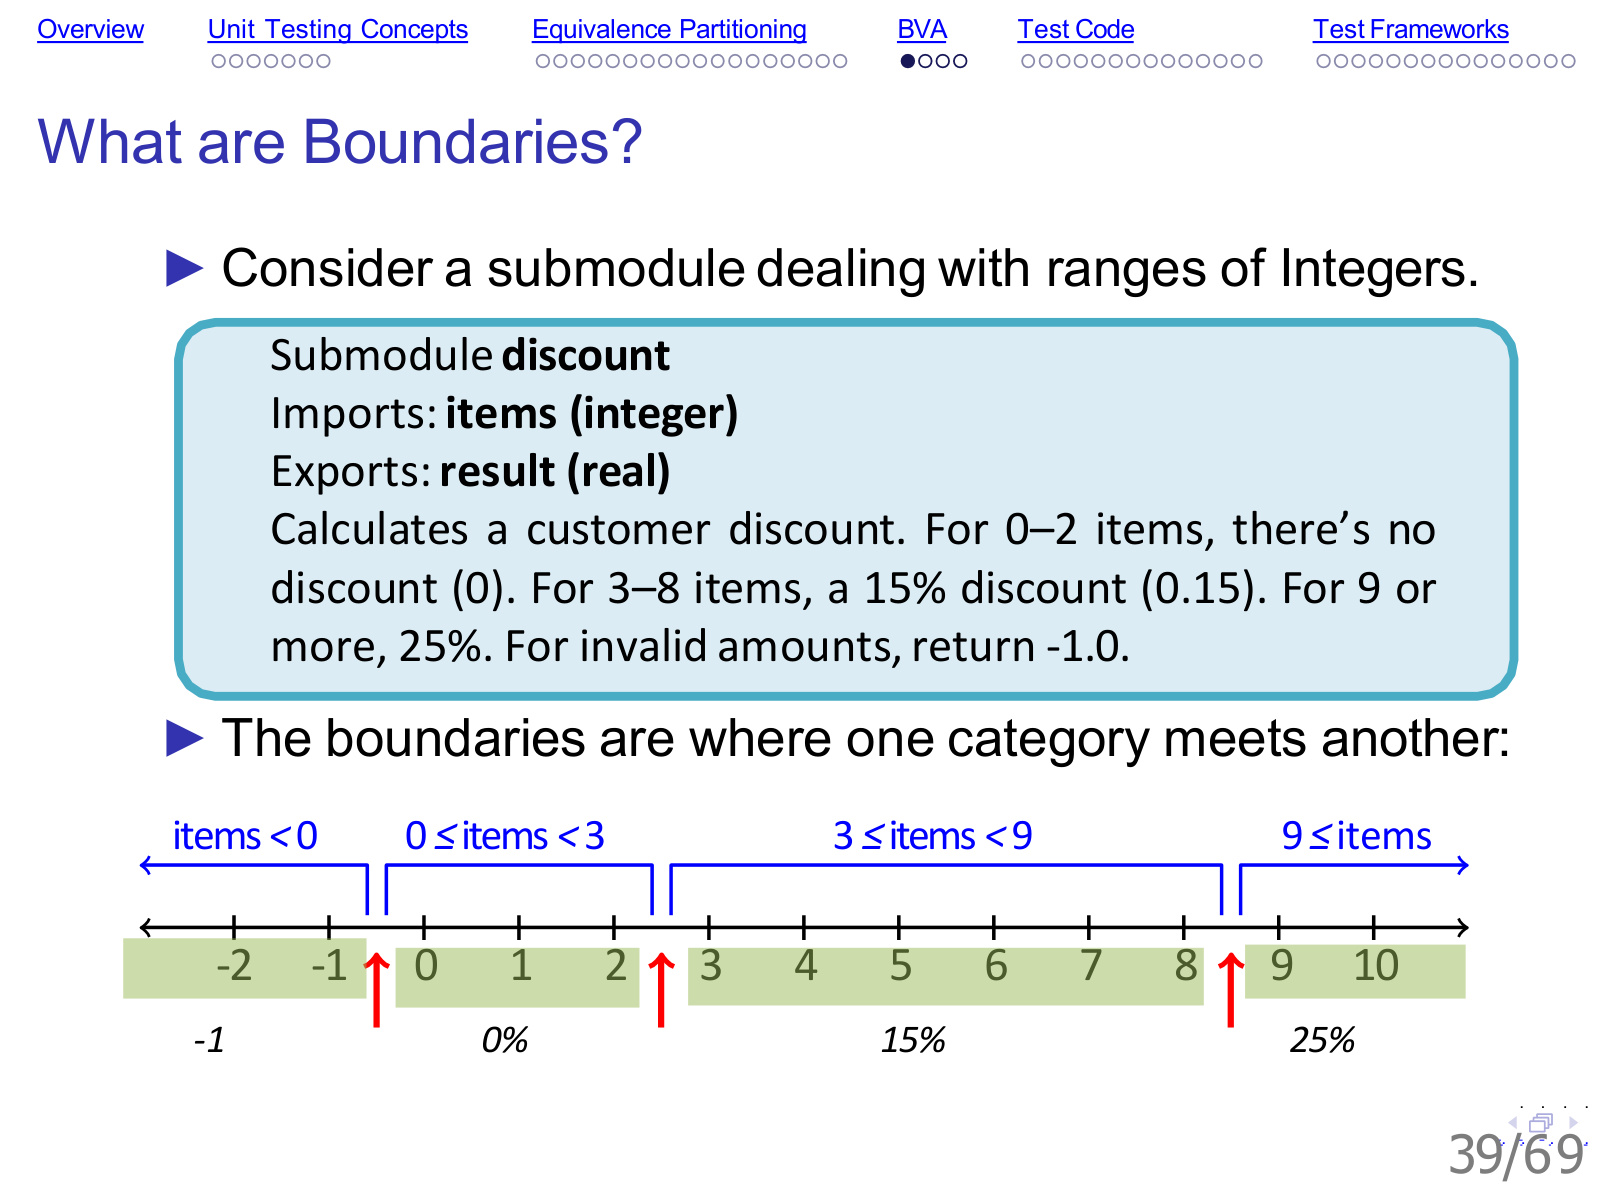 Overview Unit Testing Concepts Equivalence Partitioning BVA Test Code Test Frameworks
What are Boundaries?
Consider a submodule dealing with ranges of Integers.
Submodule discount
Imports: items (integer)
Exports: result (real)
Calculates a customer discount. For 0–2 items, there’s no
discount (0). For 3–8 items, a 15% discount (0.15). For 9 or
more, 25%. For invalid amounts, return -1.0.
The boundaries are where one category meets another:
items < 0 0 ≤ items < 3 3 ≤ items < 9 9 ≤ items
-2 -1 0 1 2 3 4 5 6 7 8 9 10
-1 0% 15% 25%
39/69